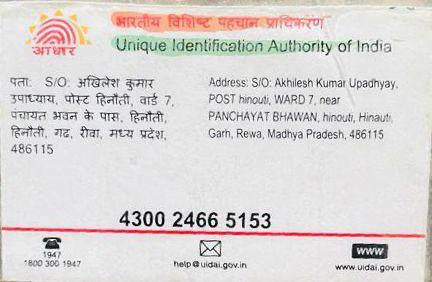 भारतीय विशिष्ट पहचान प्राधिकरण
Unique Identification Authority of India
आधार
पता: S/O: अखिलेश कुमार
उपाध्याय, पोस्ट हिनौती, वार्ड 7,
पंचायत भवन के पास, हिनौती,
हिनौती, गढ, रीवा, मध्य प्रदेश,
486115
Address: S/O: Akhilesh Kumar Upadhyay,
POST hinouti, WARD 7, near
PANCHAYAT BHAWAN, hinouti, Hinauti,
Garh, Rewa, Madhya Pradesh, 486115
4300 2466 5153
1947
1800 300 1947
help@uidai.gov.in
www
www.uidai.gov.in